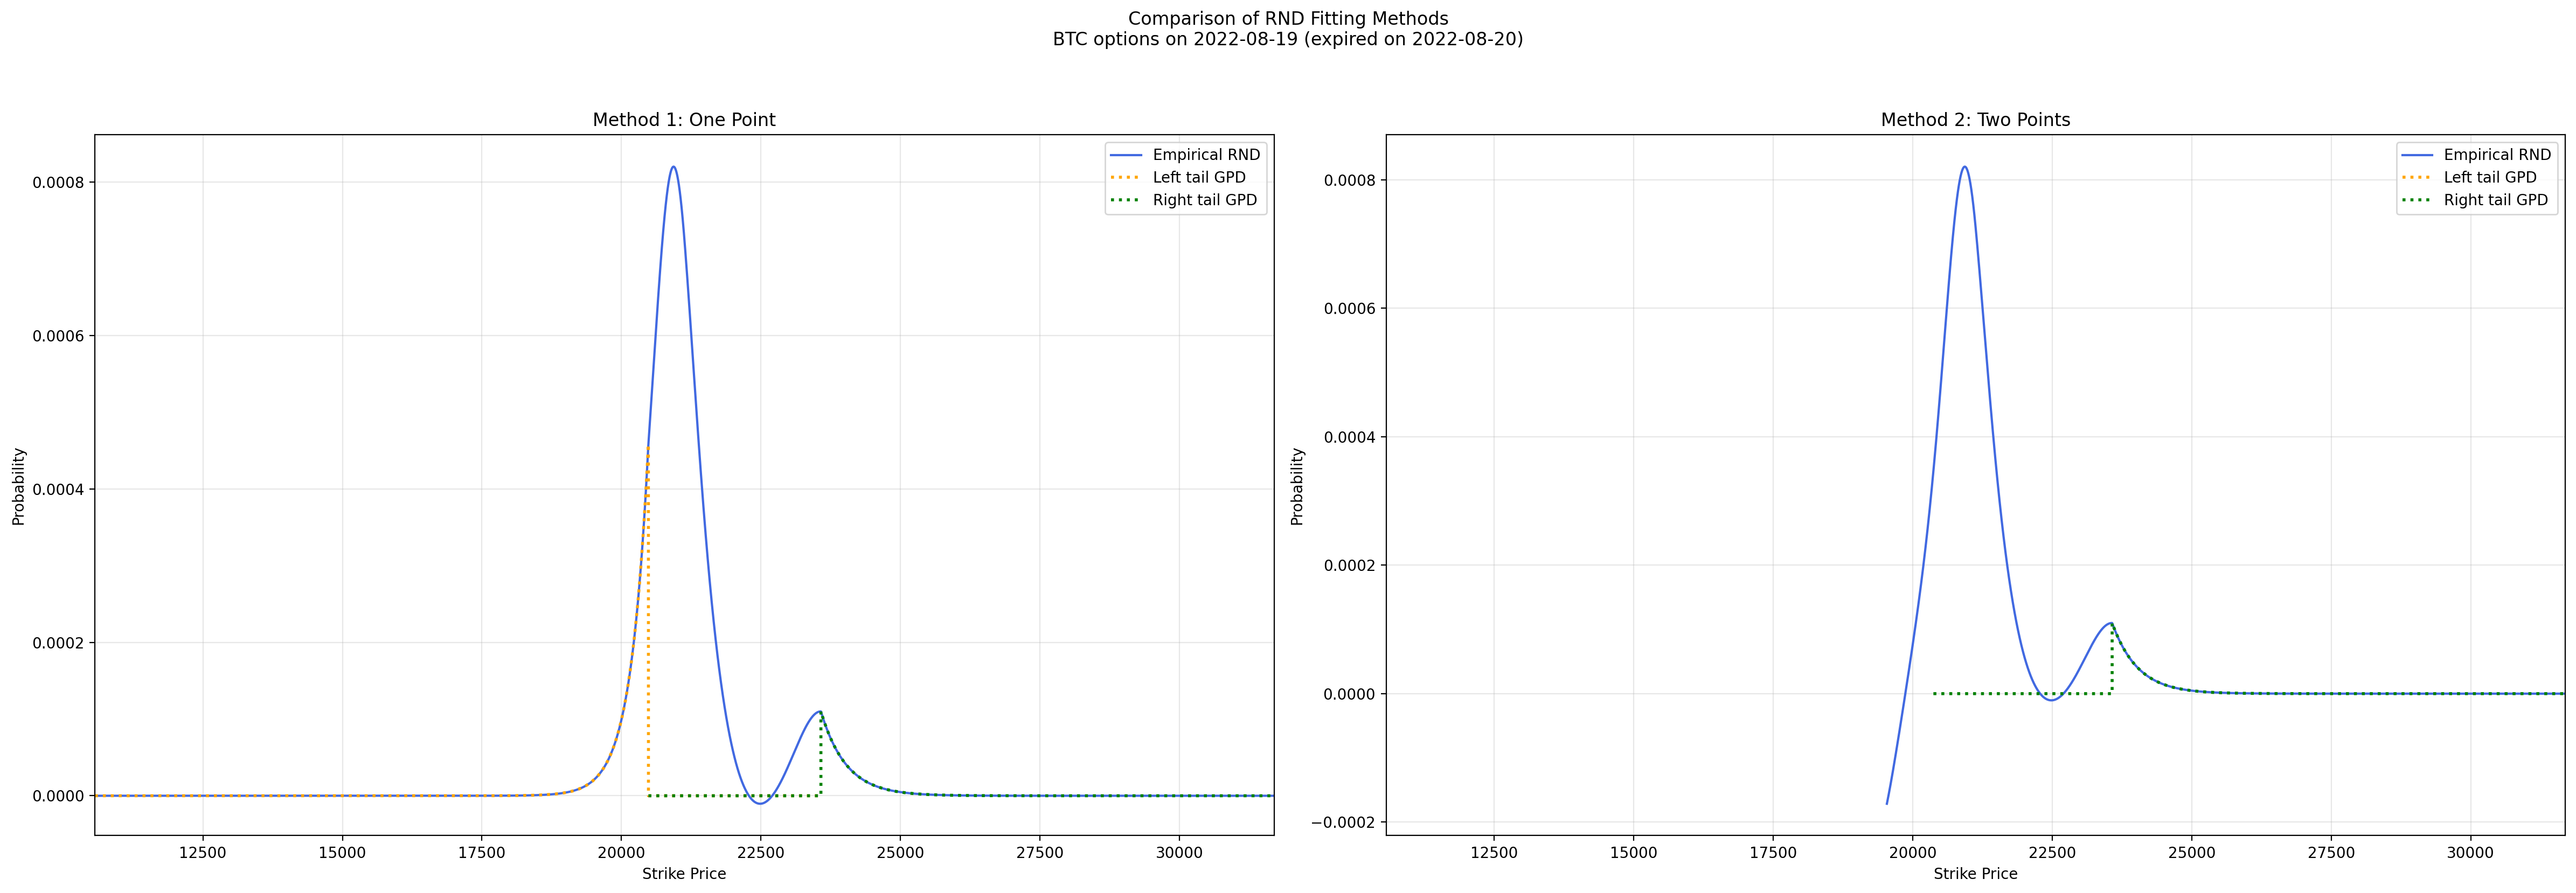 Comparison of RND Fitting Methods
BTC options on 2022-08-19 (expired on 2022-08-20)
Method 1: One Point
Empirical RND
Left tail GPD
Right tail GPD
0.0008
0.0006
0.0004
0.0002
0.0000
Probability
12500 15000 17500 20000 22500 25000 27500 30000
Strike Price
Method 2: Two Points
Empirical RND
Left tail GPD
Right tail GPD
0.0008
0.0006
0.0004
0.0002
0.0000
−0.0002
Probability
12500 15000 17500 20000 22500 25000 27500 30000
Strike Price